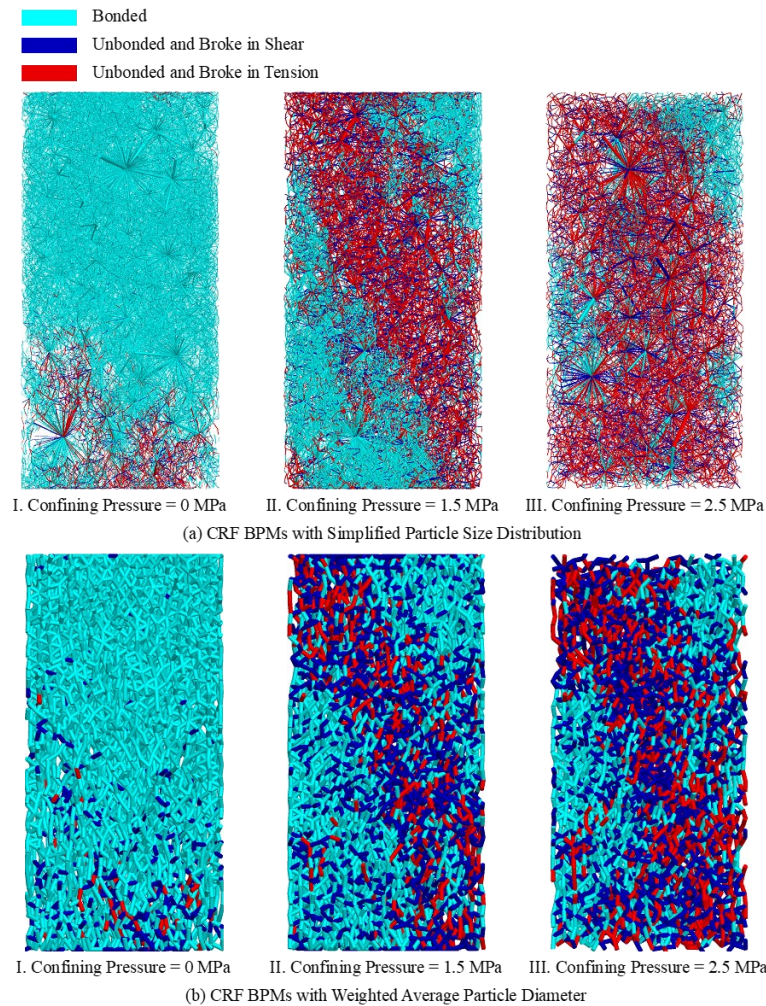 Bonded
Unbonded and Broke in Shear
Unbonded and Broke in Tension
I. Confining Pressure = 0 MPa
II. Confining Pressure = 1.5 MPa
III. Confining Pressure = 2.5 MPa
(a) CRF BPMs with Simplified Particle Size Distribution
I. Confining Pressure = 0 MPa
II. Confining Pressure = 1.5 MPa
III. Confining Pressure = 2.5 MPa
(b) CRF BPMs with Weighted Average Particle Diameter